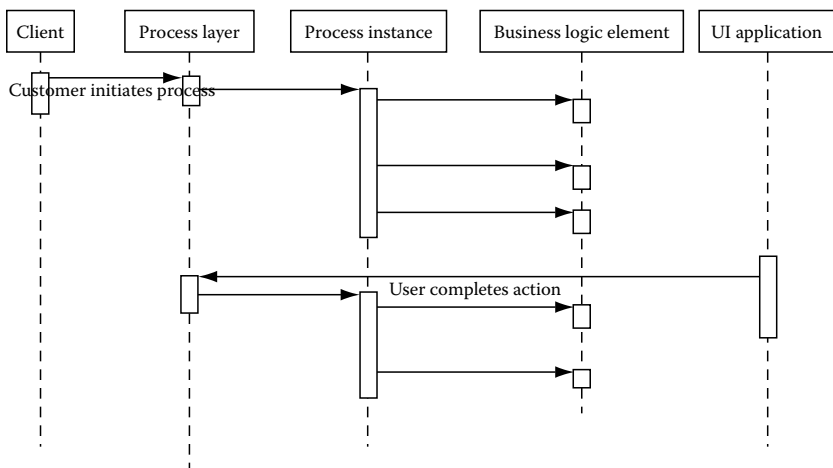 Client
Process layer
Process instance
Business logic element
UI application
Customer initiates process
User completes action